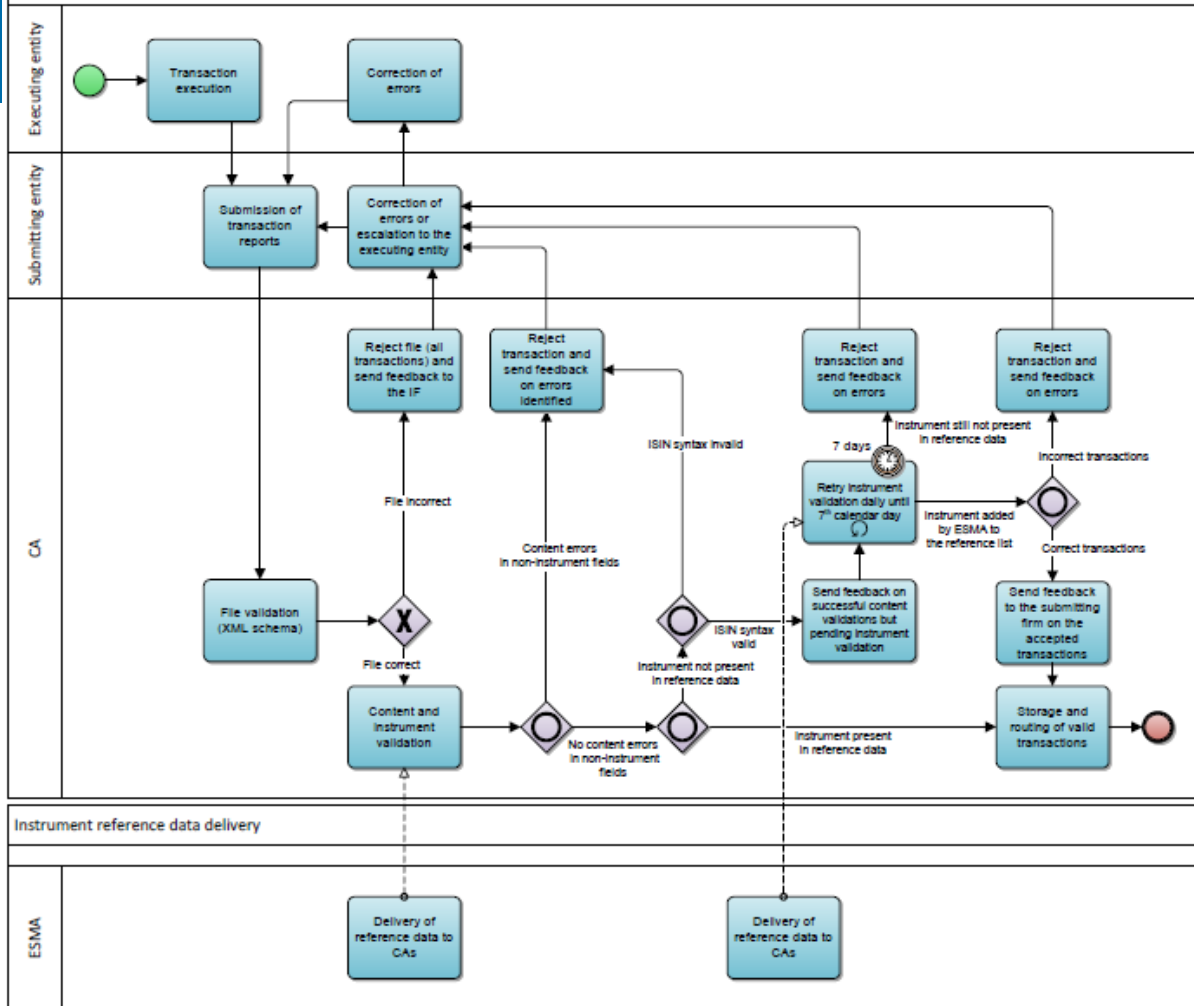 Executing entity
Transaction
execution
Correction of
errors
Submitting entity
Submission of
transaction
reports
Correction of
errors or
escalation to the
executing entity
CA
Reject file (all
transactions) and
send feedback to
the IF
Reject
transaction and
send feedback
on errors
identified
Reject
transaction and
send feedback
on errors
Reject
transaction and
send feedback
on errors
ISIN syntax invalid
7 days
Instrument still not present
in reference data
Incorrect transactions
File incorrect
Retry instrument
validation daily until
7th calendar day
Instrument added
by ESMA to
the reference list
Correct transactions
Content errors
in non-instrument fields
File validation
(XML schema)
X
ISIN syntax
valid
Send feedback on
successful content
validations but
pending instrument
validation
Send feedback
to the submitting
firm on the
accepted
transactions
File correct
Instrument not present
in reference data
Content and
instrument
validation
No content errors
in non-instrument
fields
Instrument present
in reference data
Storage and
routing of valid
transactions
Instrument reference data delivery
ESMA
Delivery of
reference data to
CAs
Delivery of
reference data to
CAs